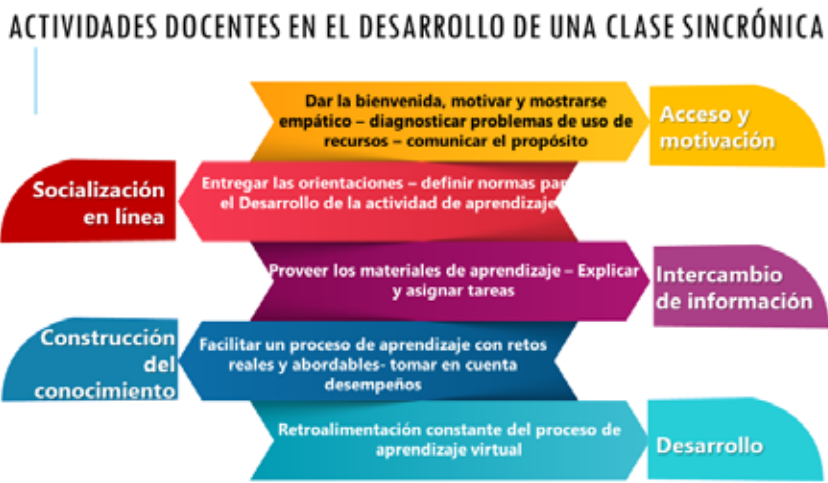 ACTIVIDADES DOCENTES EN EL DESARROLLO DE UNA CLASE SINCRÓNICA
Dar la bienvenida, motivar y mostrarse
empático – diagnosticar problemas de uso de
recursos – comunicar el propósito
Acceso y
motivación
Socialización
en línea
Entregar las orientaciones – definir normas par
el Desarrollo de la actividad de aprendizaje
Proveer los materiales de aprendizaje – Explicar
y asignar tareas
Intercambio
de información
Construcción
del
conocimiento
Facilitar un proceso de aprendizaje con retos
reales y abordables- tomar en cuenta
desempeños
Retroalimentación constante del proceso de
aprendizaje virtual
Desarrollo